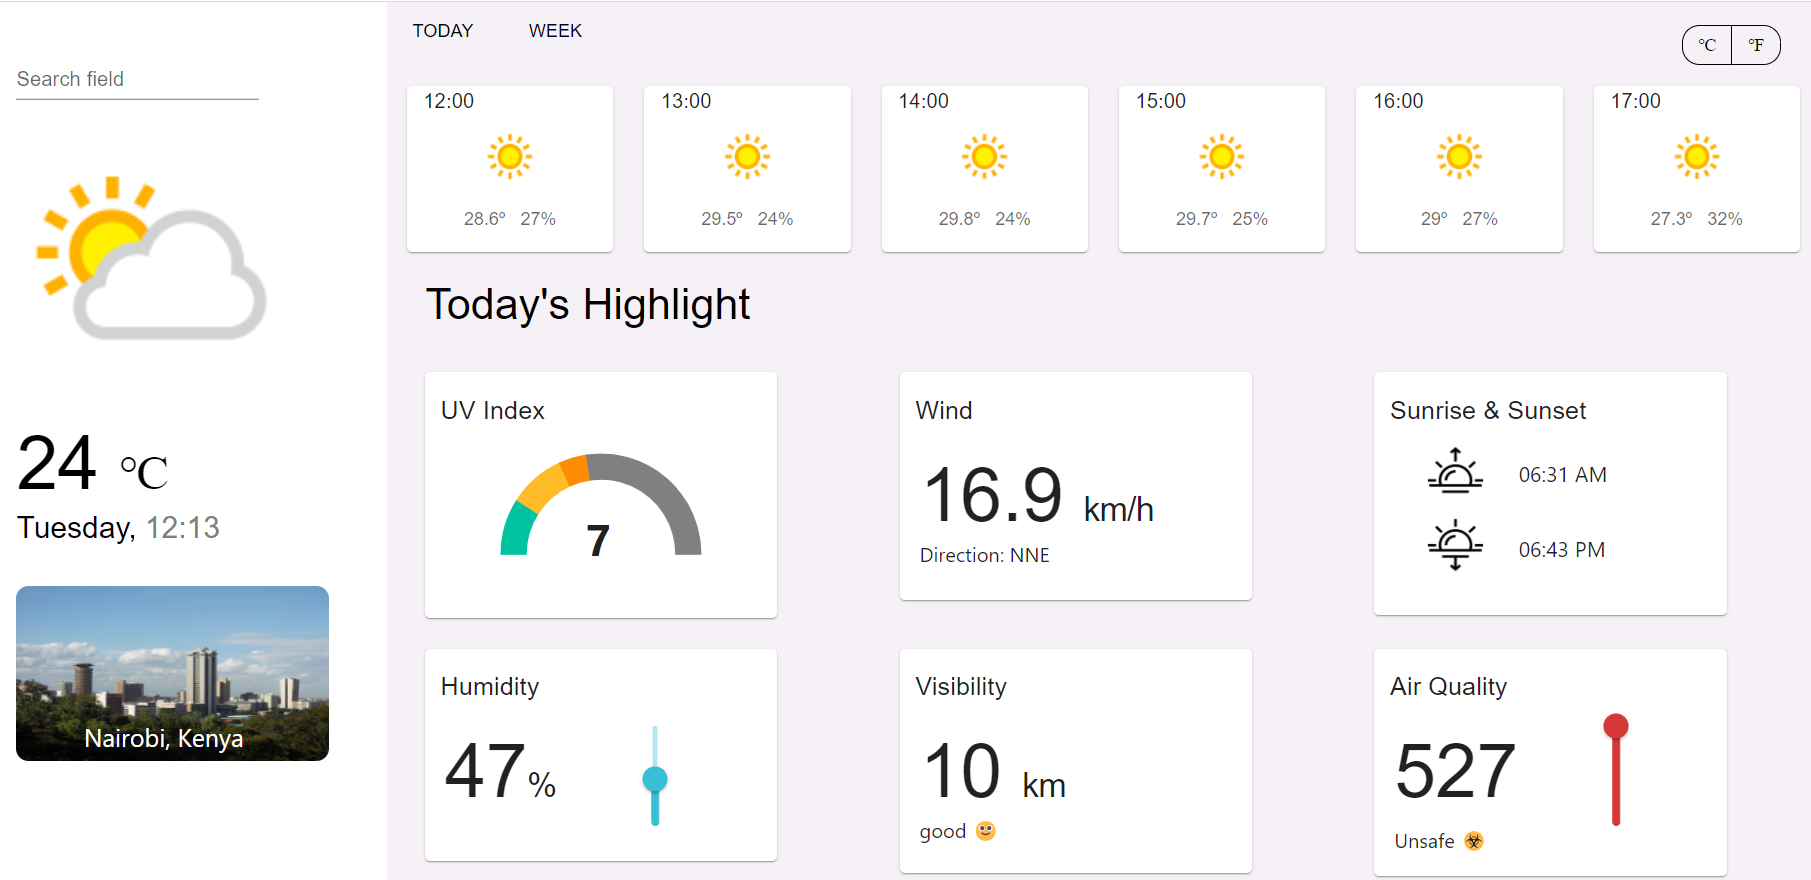 Search field
24 °C
Tuesday, 12:13
Nairobi, Kenya
TODAY WEEK
°C °F
12:00
28.6° 27%
13:00
29.5° 24%
14:00
29.8° 24%
15:00
29.7° 25%
16:00
29° 27%
17:00
27.3° 32%
Today's Highlight
UV Index
7
Wind
16.9 km/h
Direction: NNE
Sunrise & Sunset
06:31 AM
06:43 PM
Humidity
47%
Visibility
10 km
good
Air Quality
527
Unsafe